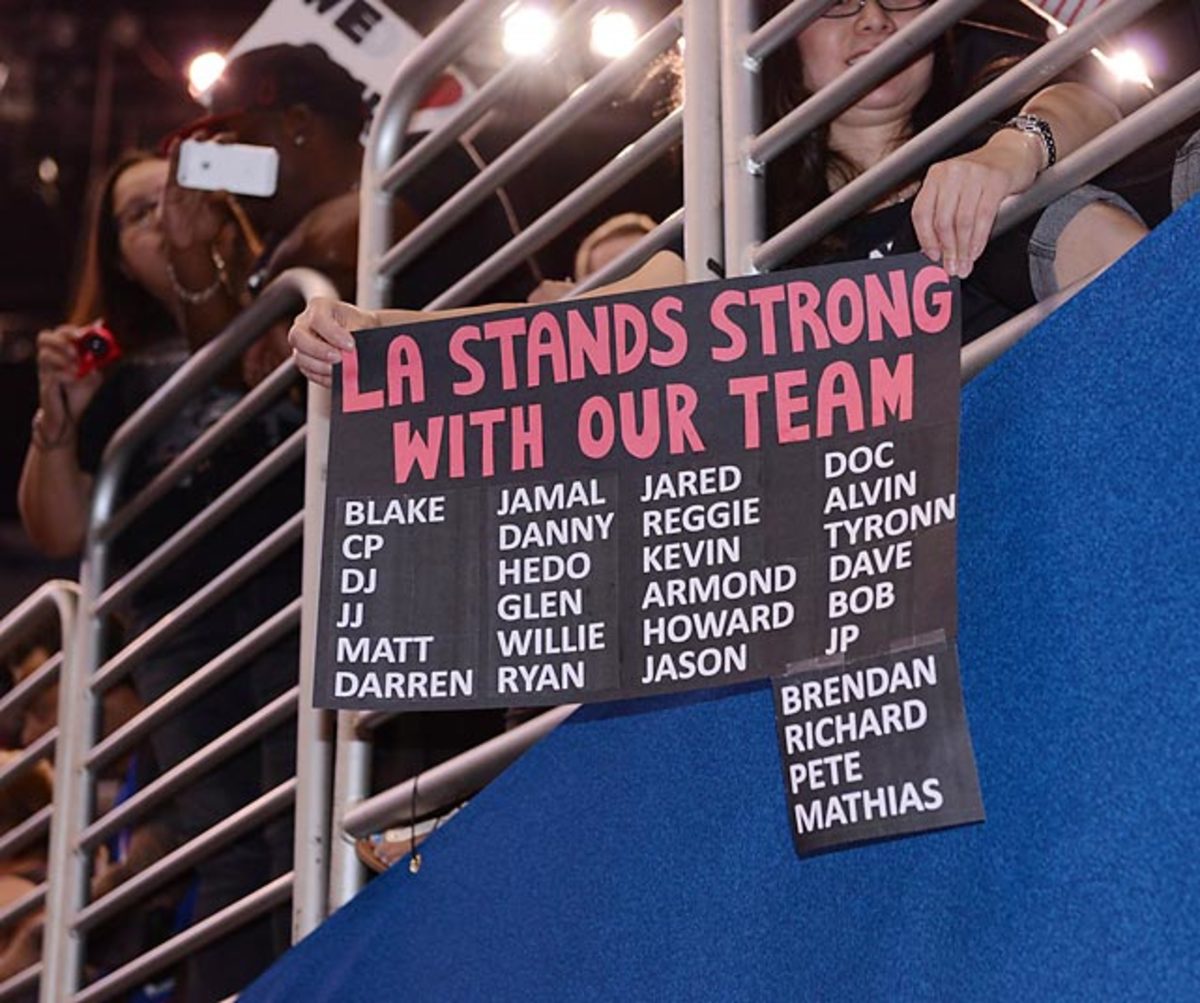 WE
LA STANDS STRONG
WITH OUR TEAM
BLAKE
CP
DJ
JJ
MATT
DARREN
JAMAL
DANNY
HEDO
GLEN
WILLIE
RYAN
JARED
REGGIE
KEVIN
ARMOND
HOWARD
JASON
DOC
ALVIN
TYRONN
DAVE
BOB
JP
BRENDAN
RICHARD
PETE
MATHIAS